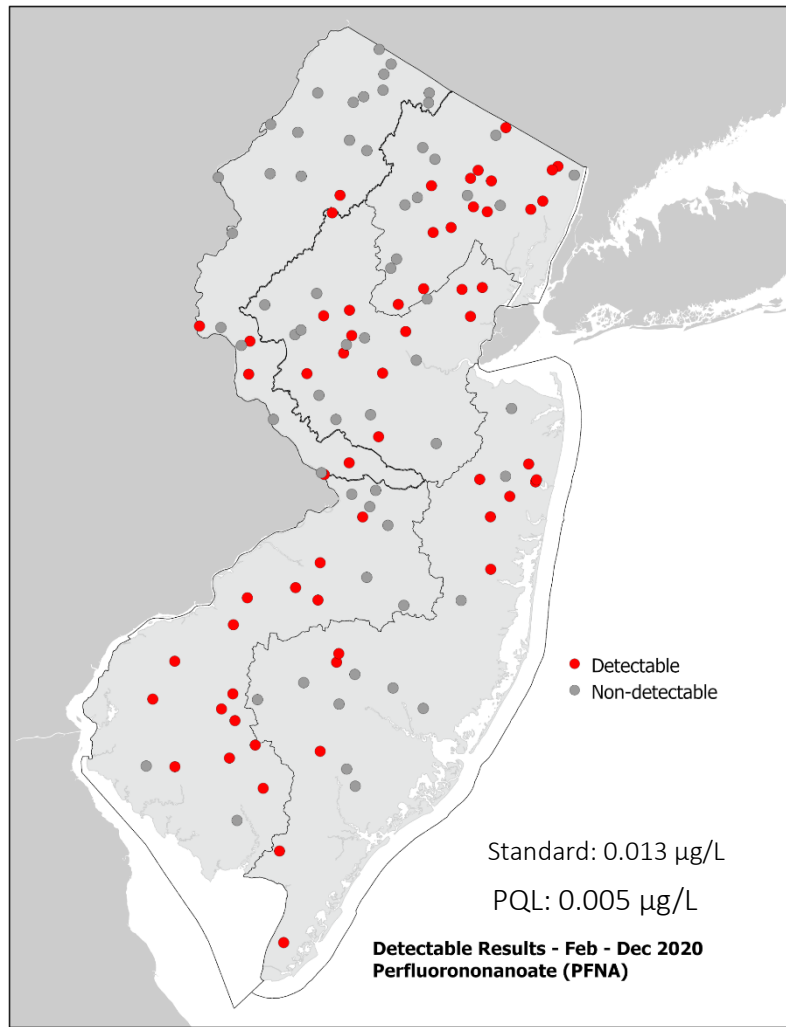 Detectable
Non-detectable
Standard: 0.013 µg/L
PQL: 0.005 µg/L
Detectable Results - Feb - Dec 2020
Perfluorononanoate (PFNA)